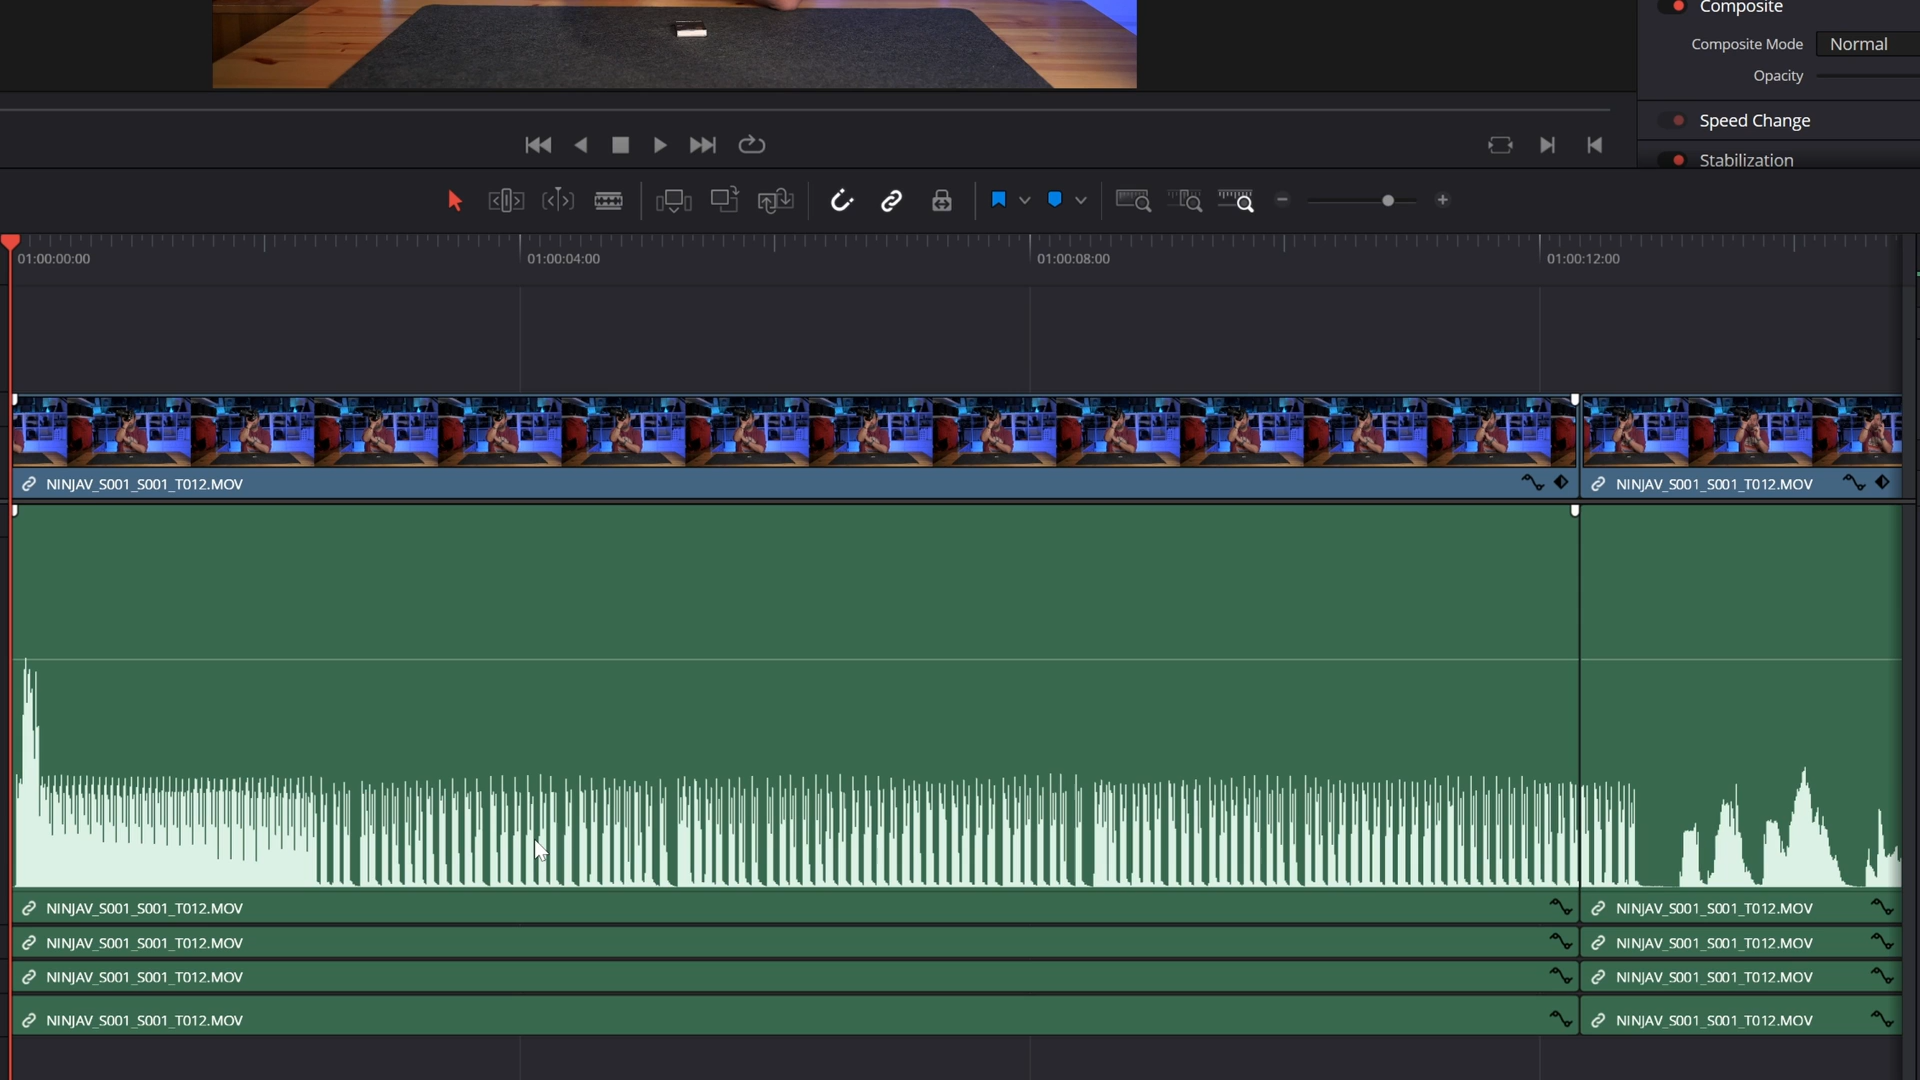 Composite
Composite Mode Normal
Opacity
Speed Change
Stabilization
01:00:00:00 01:00:04:00 01:00:08:00 01:00:12:00
NINJAV_S001_S001_T012.MOV NINJAV_S001_S001_T012.MOV
NINJAV_S001_S001_T012.MOV NINJAV_S001_S001_T012.MOV
NINJAV_S001_S001_T012.MOV NINJAV_S001_S001_T012.MOV
NINJAV_S001_S001_T012.MOV NINJAV_S001_S001_T012.MOV
NINJAV_S001_S001_T012.MOV NINJAV_S001_S001_T012.MOV